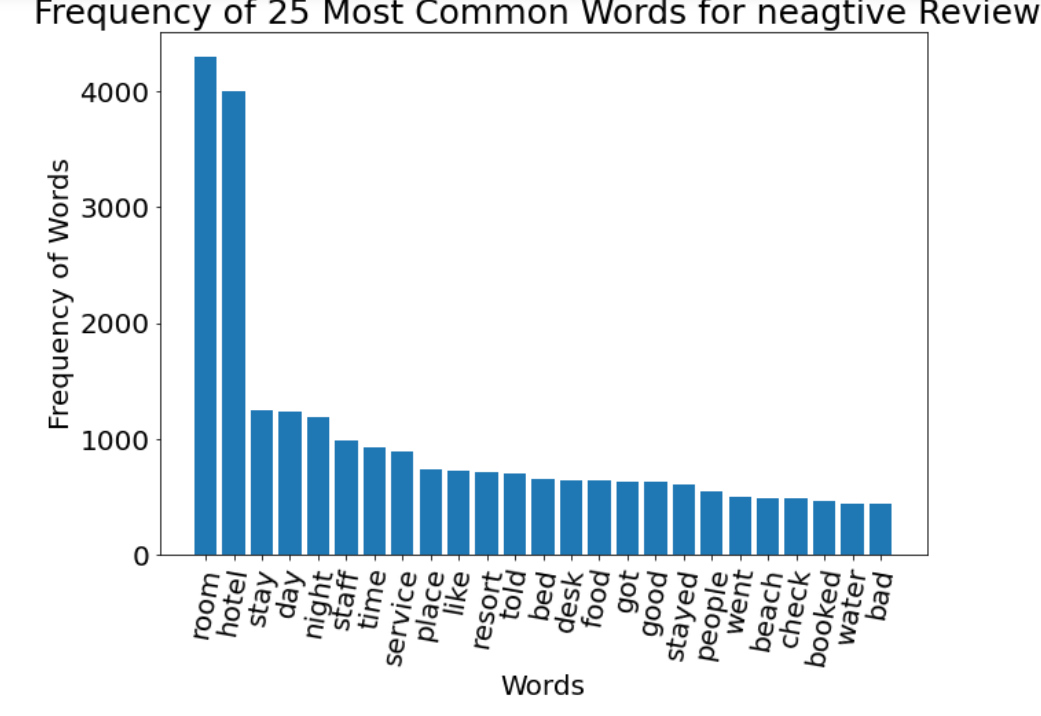 Frequency of 25 Most Common Words for neagtive Review
Frequency of Words
4000
3000
2000
1000
0
room
hotel
stay
day
night
staff
time
service
place
like
resort
told
bed
desk
food
got
good
stayed
people
went
beach
check
booked
water
bad
Words